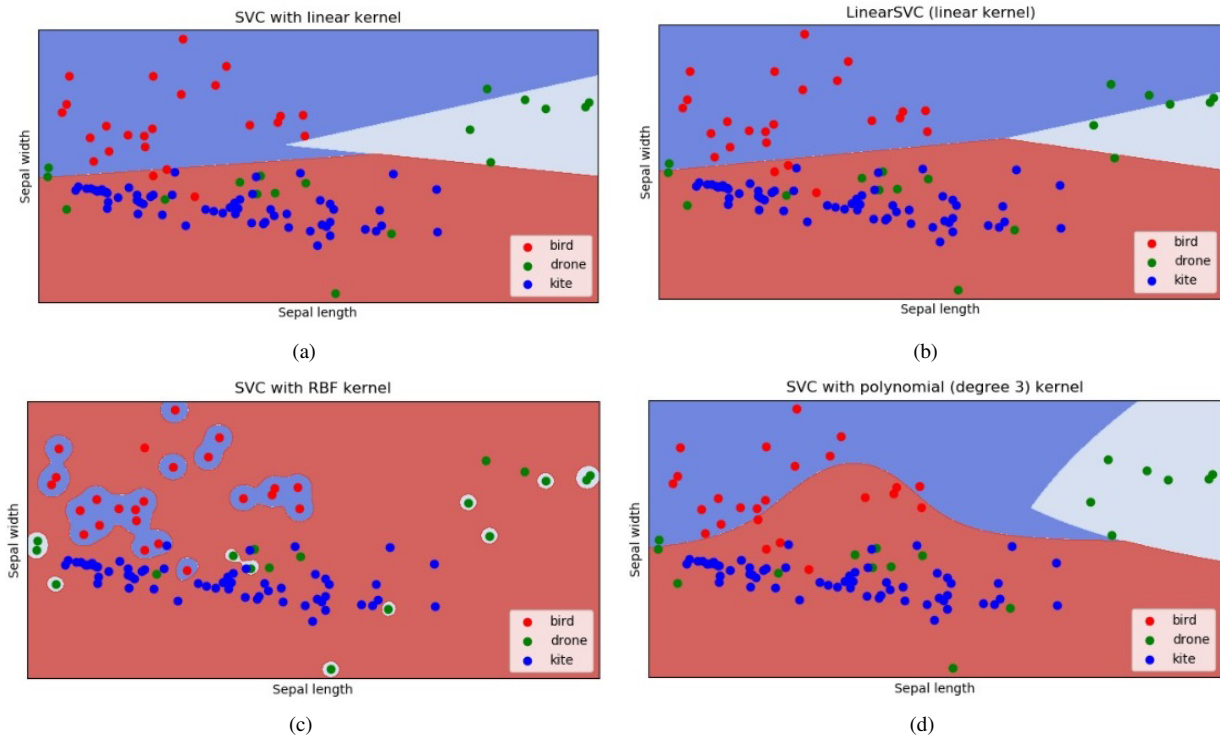 SVC with linear kernel
Sepal width
bird
drone
kite
Sepal length
(a)
LinearSVC (linear kernel)
Sepal width
bird
drone
kite
Sepal length
(b)
SVC with RBF kernel
Sepal width
bird
drone
kite
Sepal length
(c)
SVC with polynomial (degree 3) kernel
Sepal width
bird
drone
kite
Sepal length
(d)